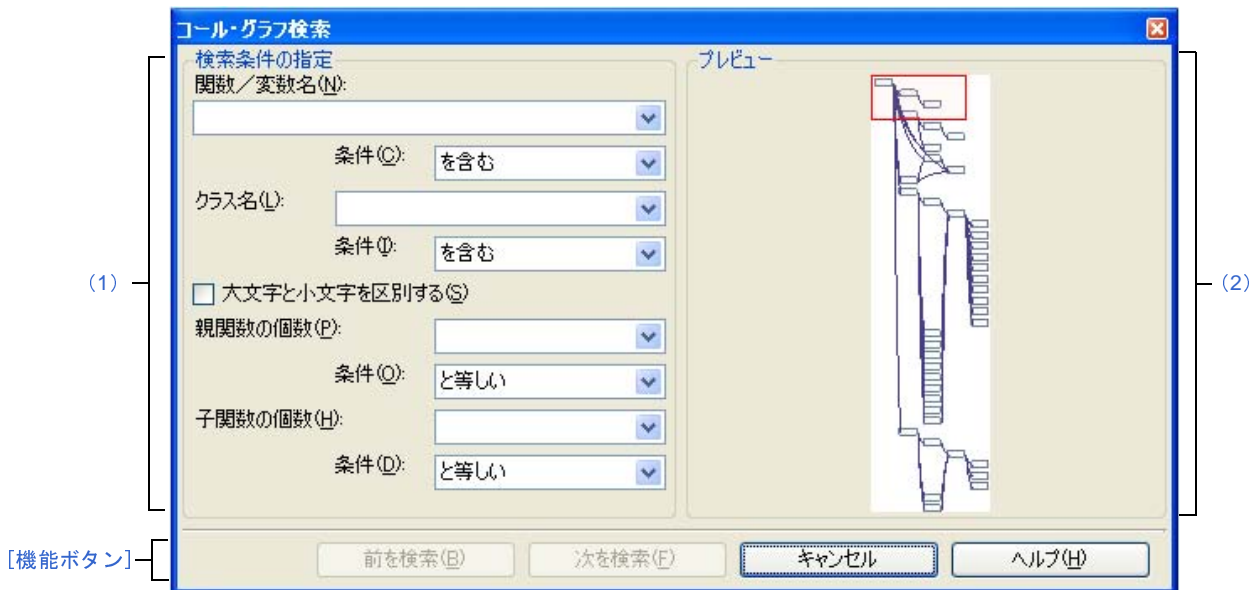 コール・グラフ検索
検索条件の指定
関数／変数名(N):
条件(C): を含む
クラス名(L):
条件(I): を含む
大文字と小文字を区別する(S)
親関数の個数(P):
条件(O): と等しい
子関数の個数(H):
条件(D): と等しい
プレビュー
(1)
(2)
[機能ボタン]
前を検索(B) 次を検索(F) キャンセル ヘルプ(H)